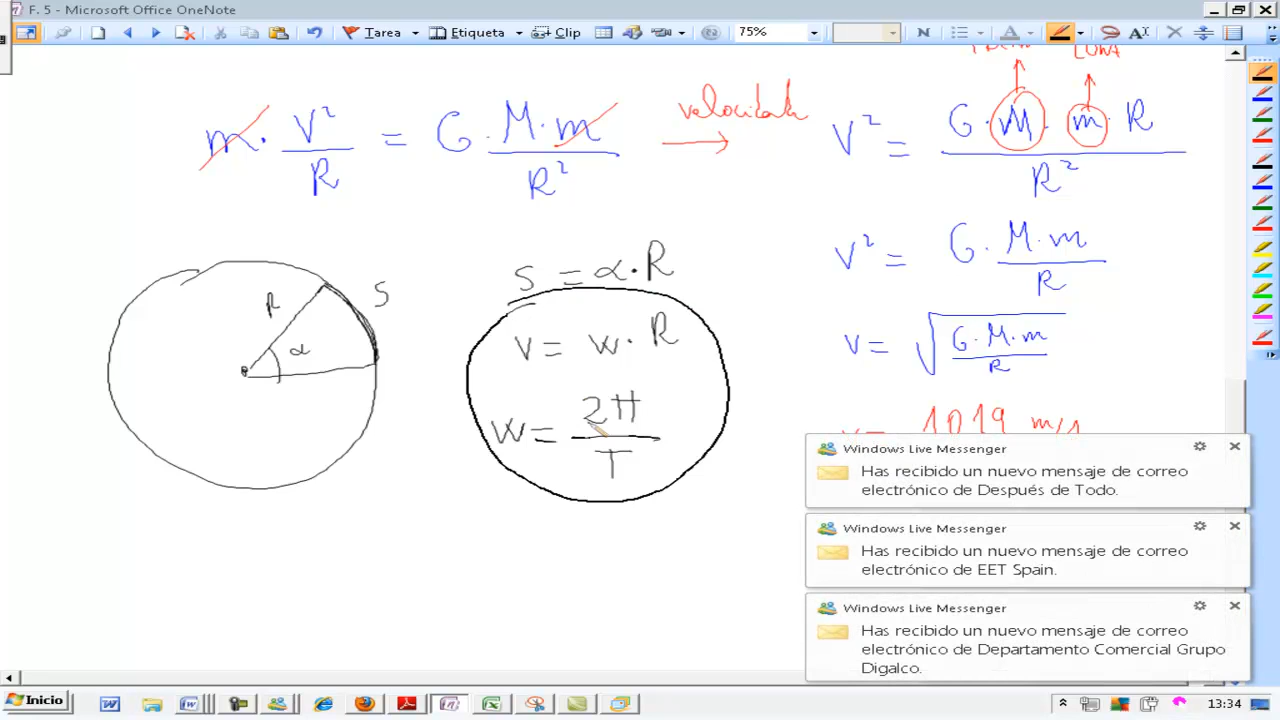 F. 5 - Microsoft Office OneNote
Tarea Etiqueta Clip 75% N A
LUNA
m · V² / R = G · M · m / R² → velocidad
V² = G · M · m · R / R²
V² = G · M · m / R
V = √ G · M · m / R
1019 m/s
R S α
S = α · R
V = w · R
W = 2π / T
Windows Live Messenger
Has recibido un nuevo mensaje de correo
electrónico de Después de Todo.
Windows Live Messenger
Has recibido un nuevo mensaje de correo
electrónico de EET Spain.
Windows Live Messenger
Has recibido un nuevo mensaje de correo
electrónico de Departamento Comercial Grupo
Digalco.
Inicio 13:34